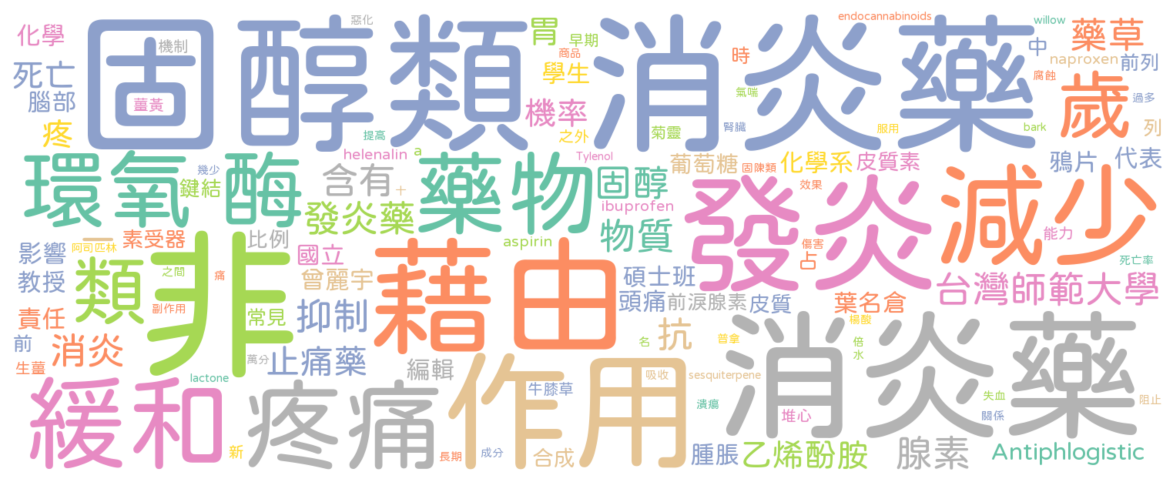 固醇類消炎藥
化學
機制
惡化
死亡
腦部
薑黃
疼
胃
早期
商品
學生
機率
之外
提高
endocannabinoids
willow
時
中
藥草
naproxen
前列
腐蝕
氣喘
過多
歲
菊靈
腎臟
服用
bark
列
環氧
酶
幾少
鍵結
含有
helenalin
a
十
藥物
Tylenol
固醇
葡萄糖
固陳類
化學系
皮質素
效果
鴉片
代表
ibuprofen
發炎藥
物質
發炎
減少
能力
影響
一
阿司匹林
素受器
比例
國立
aspirin
傷害
占
死亡率
教授
類
之間
痛
非
曾麗宇
藉由
碩士班
頭痛
前淚腺素
皮質
葉名倉
台灣師範大學
責任
副作用
常見
抑制
前
消炎
萬分
止痛藥
編輯
抗
名
楊酸
倍
水
生薑
lactone
緩和
疼痛
作用
牛膝草
吸收
sesquiterpene
消炎藥
堆心
潰瘍
失血
關係
阻止
新
長期
成分
合成
腫脹
乙烯酚胺
腺素
Antiphlogistic